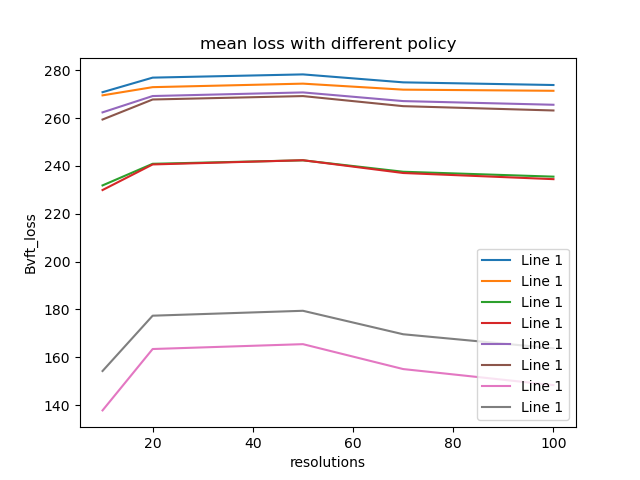 mean loss with different policy
Bvft_loss
280
260
240
220
200
180
160
140
20
40
60
80
100
resolutions
Line 1
Line 1
Line 1
Line 1
Line 1
Line 1
Line 1
Line 1